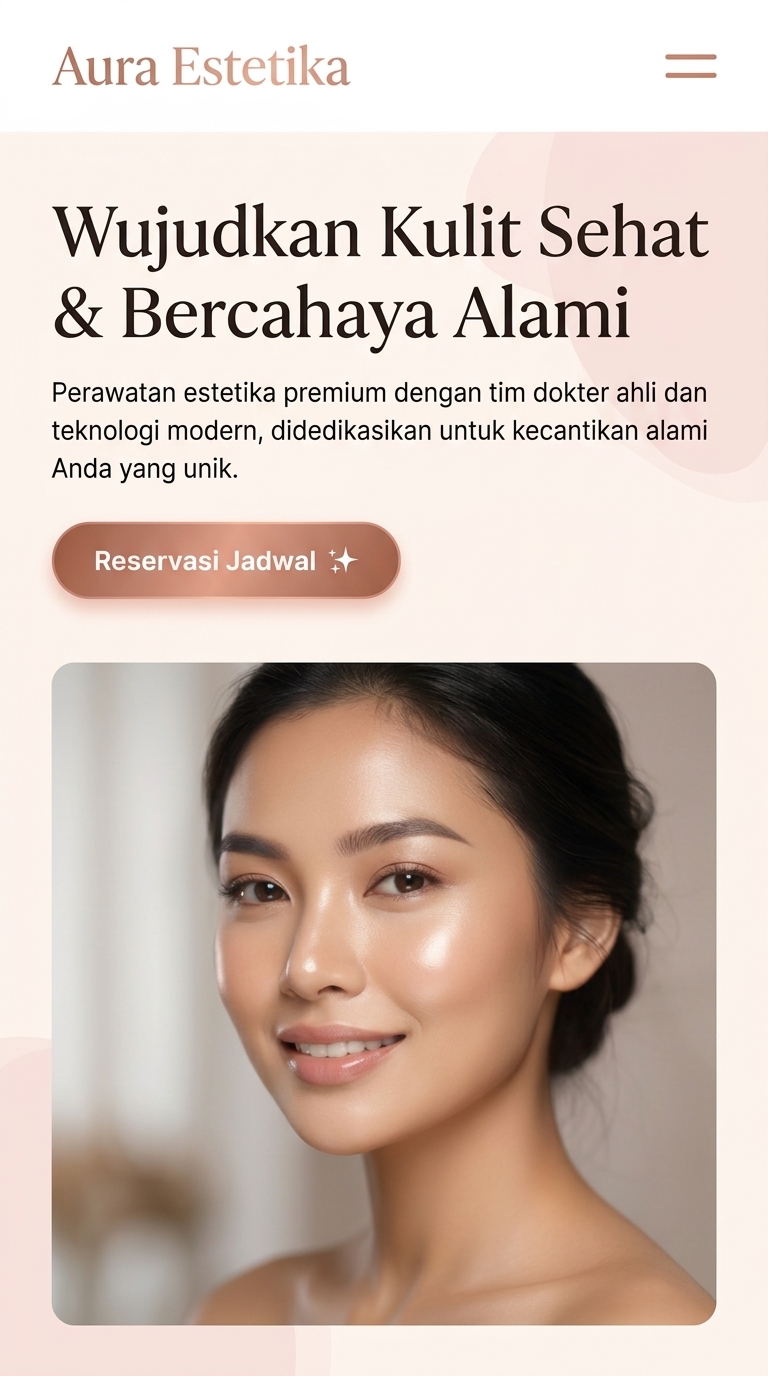 Aura Estetika
Wujudkan Kulit Sehat
& Bercahaya Alami
Perawatan estetika premium dengan tim dokter ahli dan
teknologi modern, didedikasikan untuk kecantikan alami
Anda yang unik.
Reservasi Jadwal